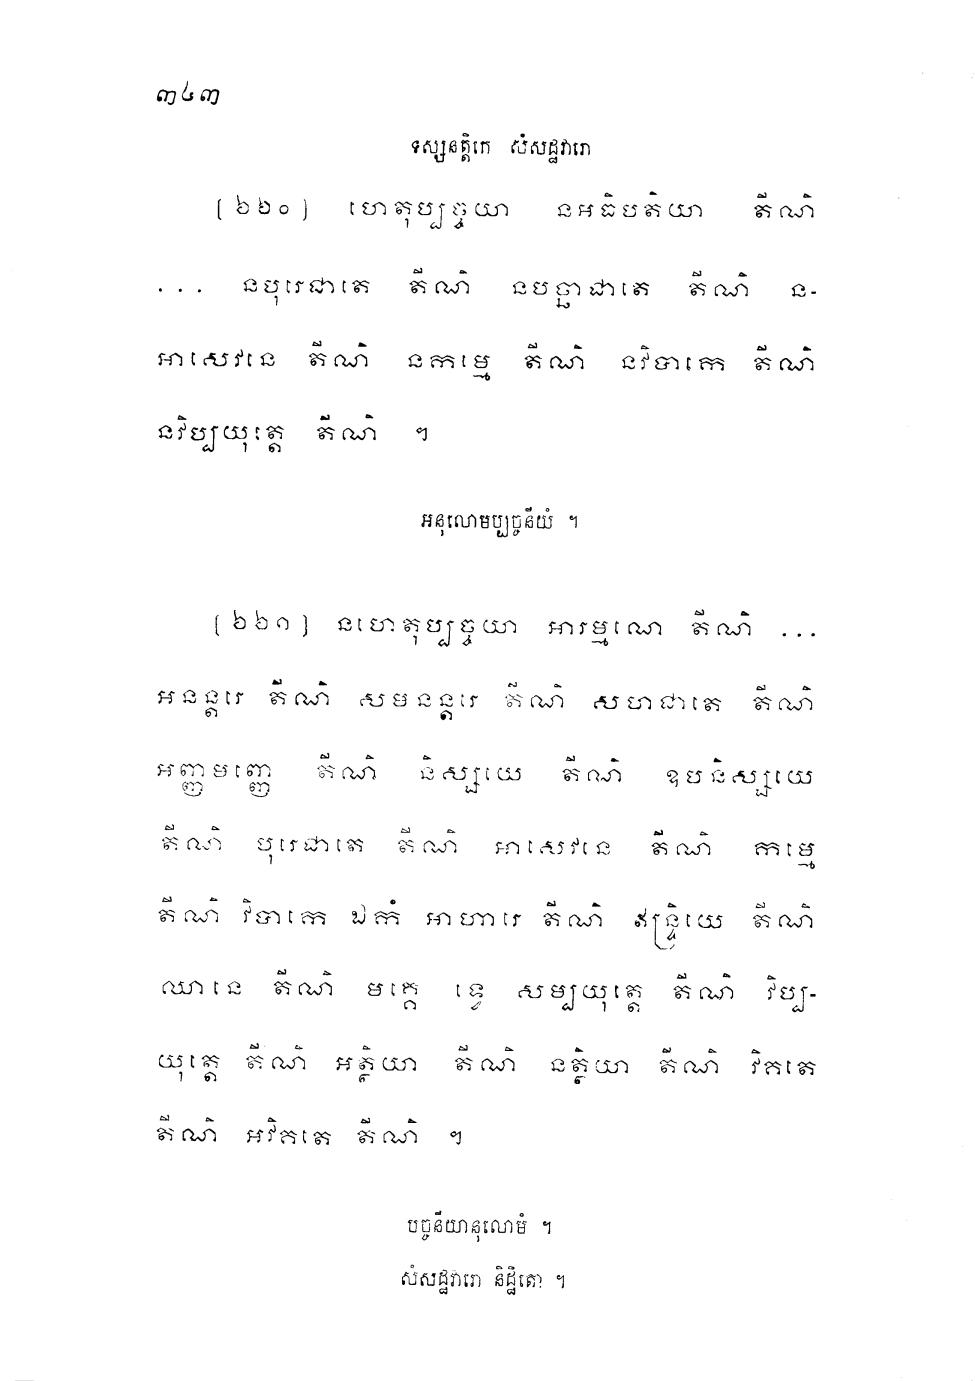 ៣៤៣
ទស្សនត្តិកេ សំសដ្ឋវារោ
[៦៦០] ហេតុប្បច្ចយា នអធិបតិយា តីណិ
... នបុរេជាតេ តីណិ នបច្ឆាជាតេ តីណិ ន-
អាសេវនេ តីណិ នកម្មេ តីណិ នវិបាកេ តីណិ
នវិប្បយុត្តេ តីណិ ។
អនុលោមប្បច្ចនីយំ ។
[៦៦១] នហេតុប្បច្ចយា អារម្មណេ តីណិ ...
អនន្តរេ តីណិ សមនន្តរេ តីណិ សហជាតេ តីណិ
អញ្ញមញ្ញេ តីណិ និស្សយេ តីណិ ឧបនិស្សយេ
តីណិ បុរេជាតេ តីណិ អាសេវនេ តីណិ កម្មេ
តីណិ វិបាកេ ឯកំ អាហារេ តីណិ ឥន្ទ្រិយេ តីណិ
ឈានេ តីណិ មគ្គេ ទ្វេ សម្បយុត្តេ តីណិ វិប្ប-
យុត្តេ តីណិ អត្ថិយា តីណិ នត្ថិយា តីណិ វិគតេ
តីណិ អវិគតេ តីណិ ។
បច្ចនីយានុលោមំ ។
សំសដ្ឋវារោ និដ្ឋិតោ ។